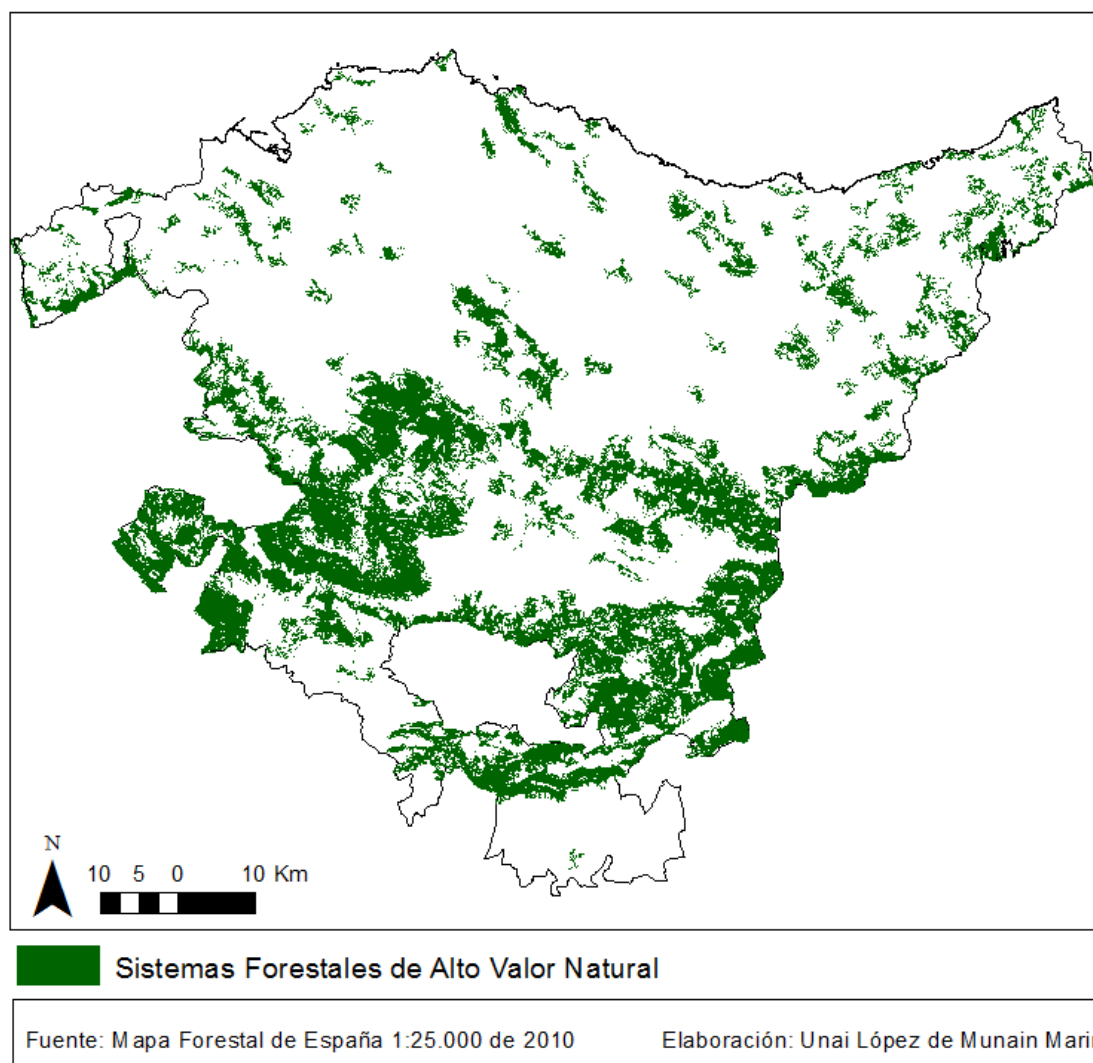 N
10 5 0 10 Km
Sistemas Forestales de Alto Valor Natural
Fuente: Mapa Forestal de España 1:25.000 de 2010 Elaboración: Unai López de Munain